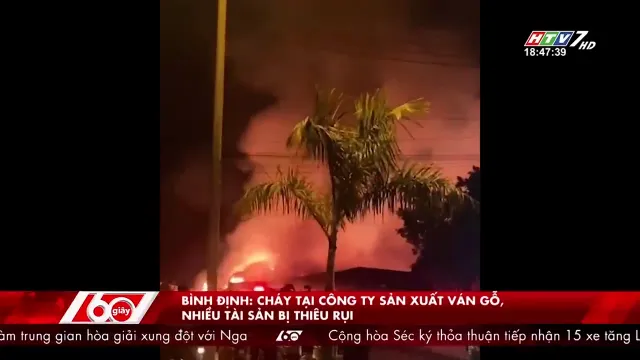 HTV7 HD
18:47:39
60 giây
BÌNH ĐỊNH: CHÁY TẠI CÔNG TY SẢN XUẤT VÁN GỖ,
NHIỀU TÀI SẢN BỊ THIÊU RỤI
àm trung gian hòa giải xung đột với Nga 60 Cộng hòa Séc ký thỏa thuận tiếp nhận 15 xe tăng L